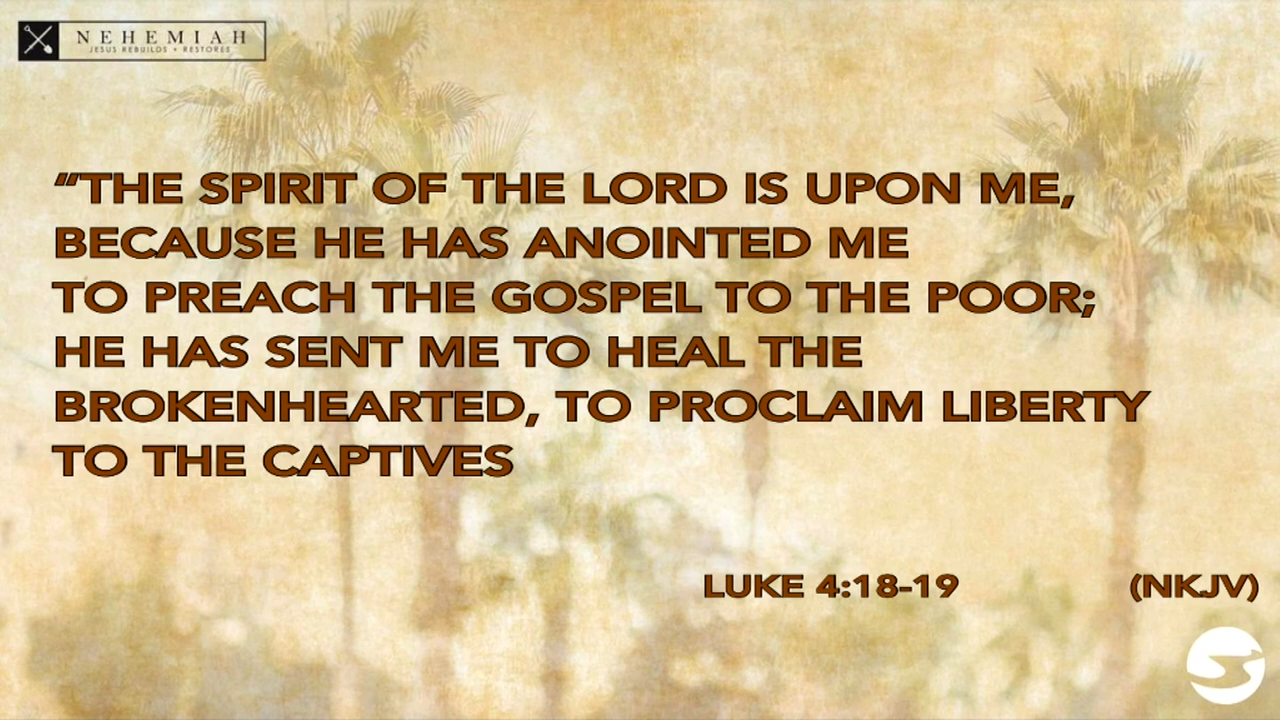 NEHEMIAH
JESUS REBUILDS + RESTORES
“THE SPIRIT OF THE LORD IS UPON ME,
BECAUSE HE HAS ANOINTED ME
TO PREACH THE GOSPEL TO THE POOR;
HE HAS SENT ME TO HEAL THE
BROKENHEARTED, TO PROCLAIM LIBERTY
TO THE CAPTIVES
LUKE 4:18-19 (NKJV)